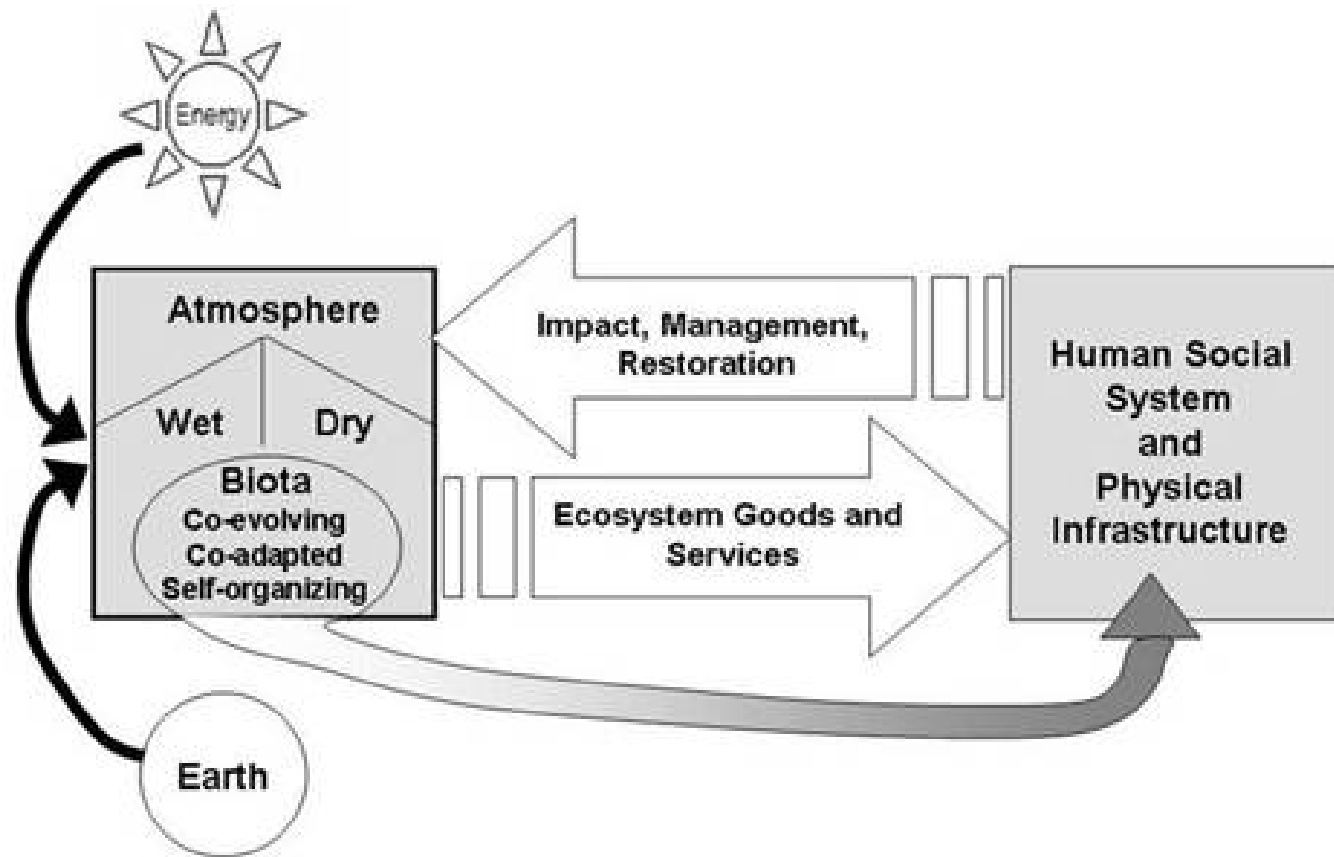 Energy
Atmosphere
Wet
Dry
Biota
Co-evolving
Co-adapted
Self-organizing
Impact, Management,
Restoration
Ecosystem Goods and
Services
Human Social
System
and
Physical
Infrastructure
Earth